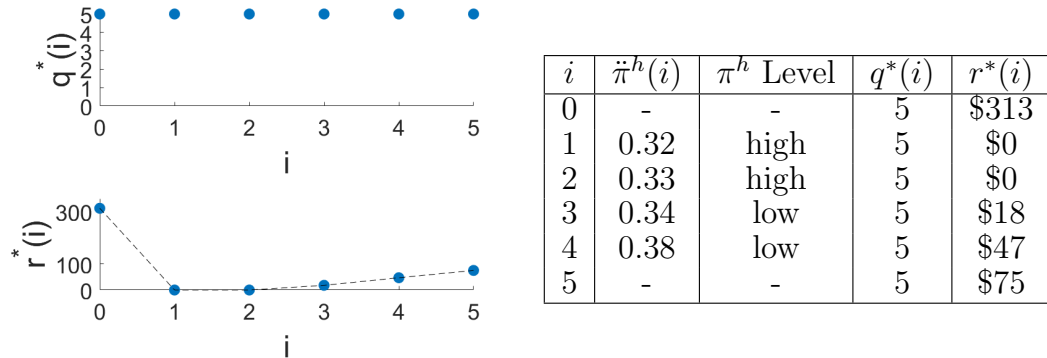 q*(i)
5
4
3
2
1
0
0 1 2 3 4 5
i
r*(i)
300
100
0
0 1 2 3 4 5
i
i π̈ʰ(i) πʰ Level q*(i) r*(i)
0 - - 5 $313
1 0.32 high 5 $0
2 0.33 high 5 $0
3 0.34 low 5 $18
4 0.38 low 5 $47
5 - - 5 $75